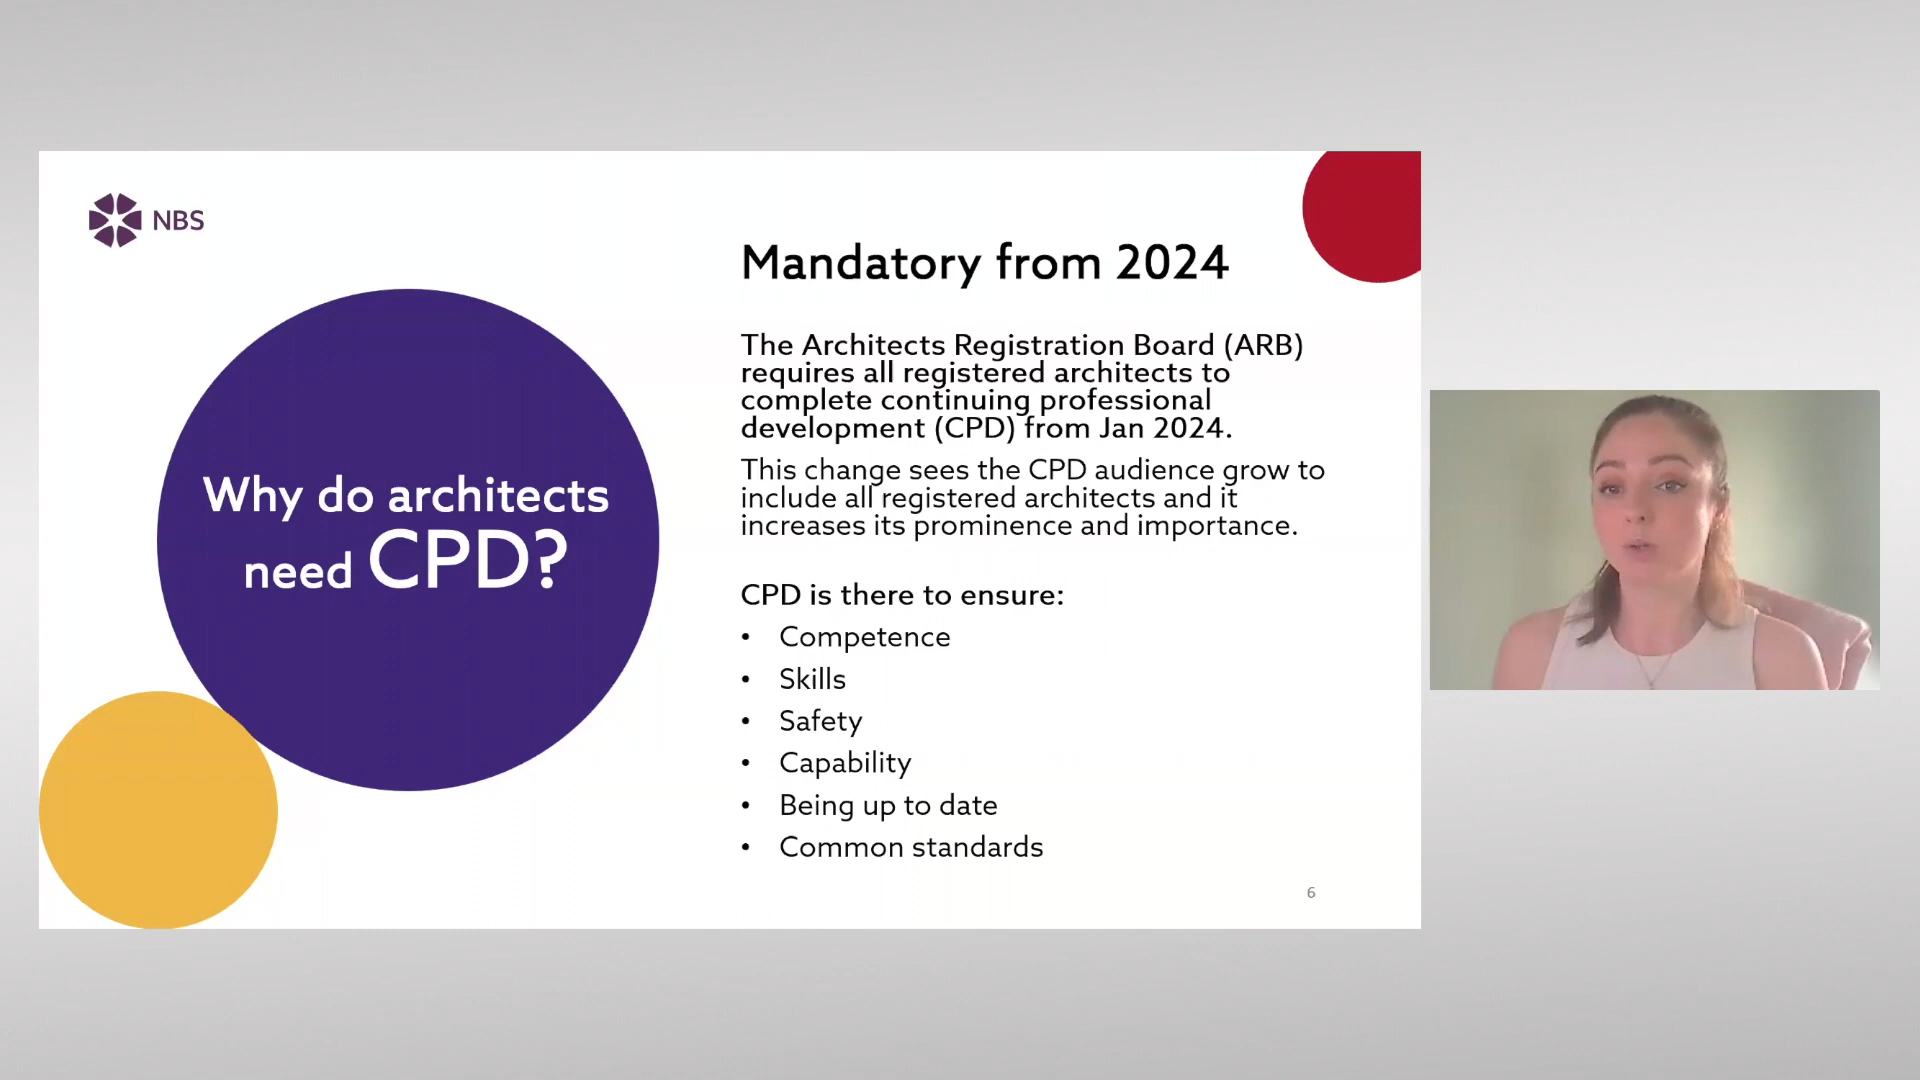 NBS
Why do architects
need CPD?
Mandatory from 2024
The Architects Registration Board (ARB)
requires all registered architects to
complete continuing professional
development (CPD) from Jan 2024.
This change sees the CPD audience grow to
include all registered architects and it
increases its prominence and importance.
CPD is there to ensure:
• Competence
• Skills
• Safety
• Capability
• Being up to date
• Common standards
6